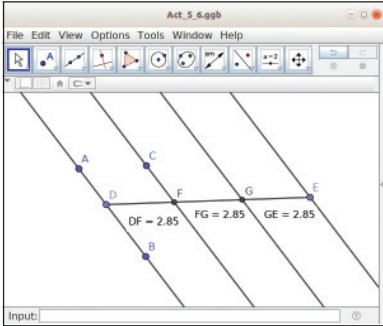 Act_5_6.ggb
File Edit View Options Tools Window Help
A
a=2
A
C
D
F
G
E
DF = 2.85
FG = 2.85
GE = 2.85
B
Input: